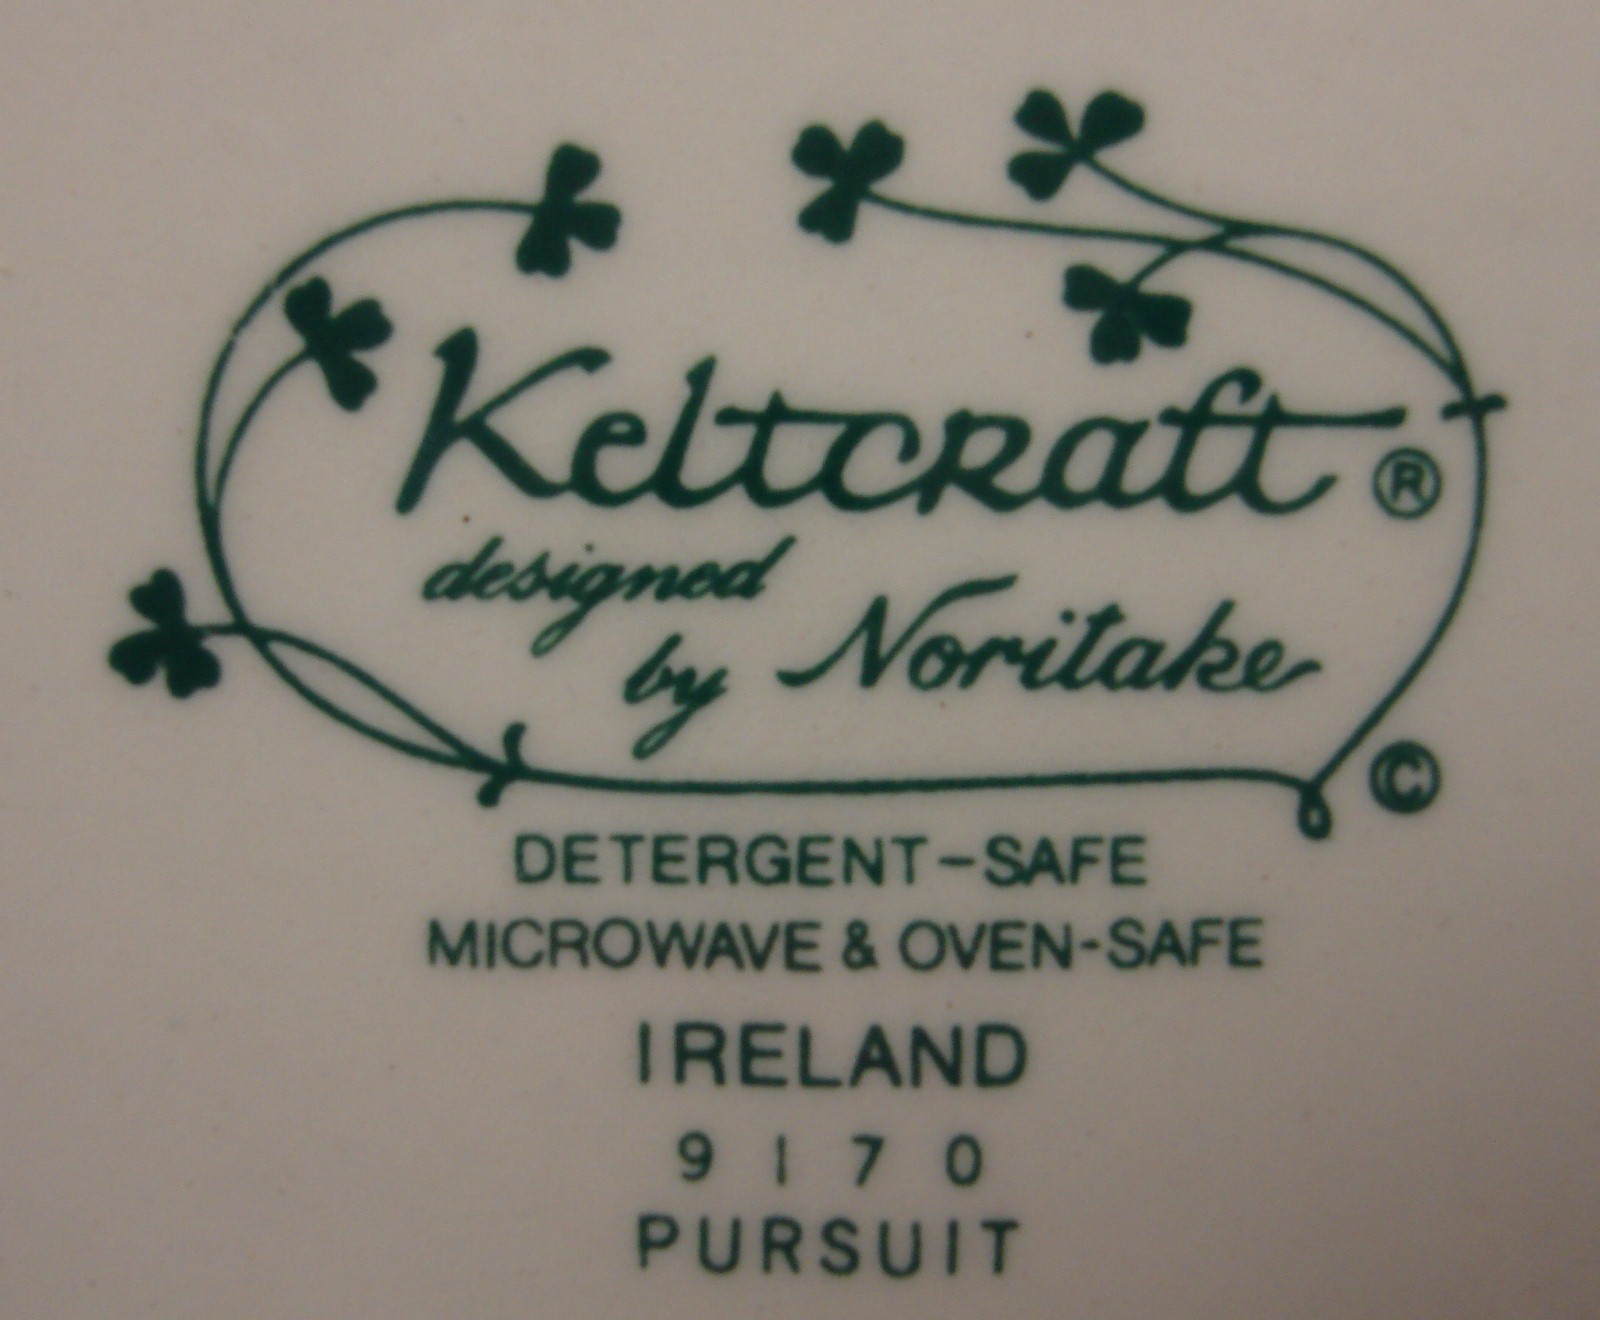 Keltcraft ®
designed
by Noritake
©
DETERGENT-SAFE
MICROWAVE & OVEN-SAFE
IRELAND
9170
PURSUIT